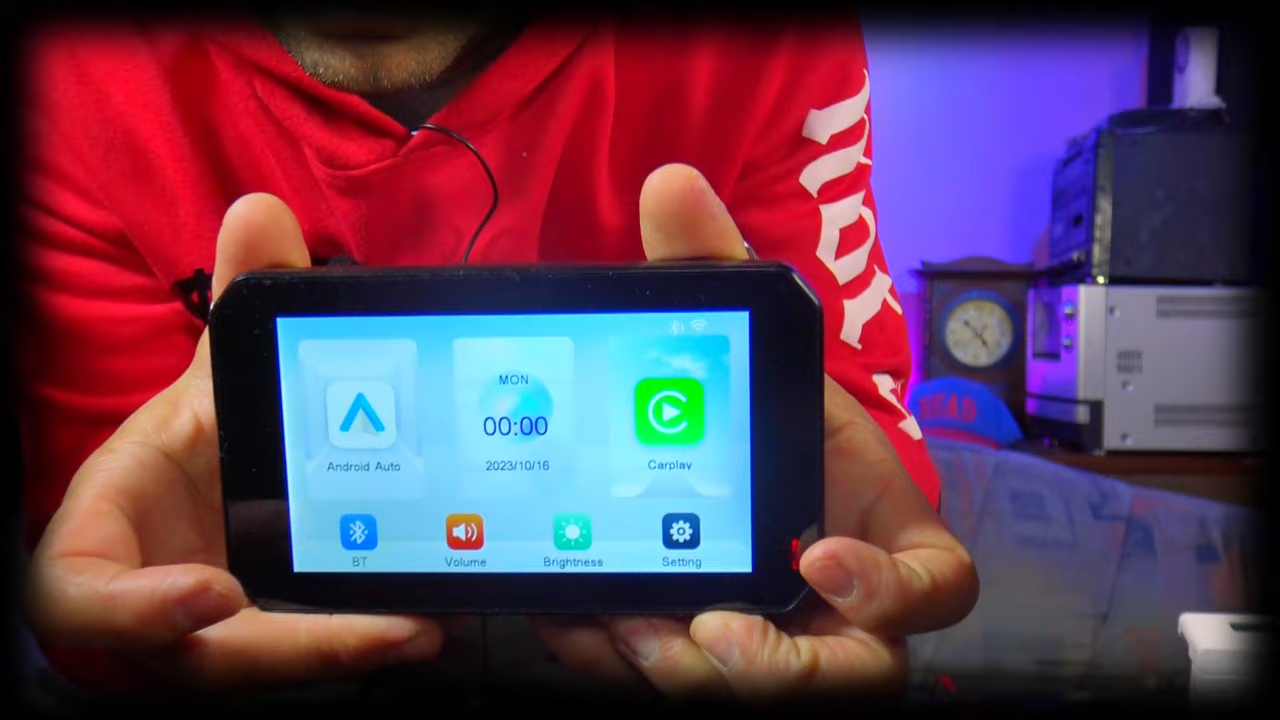 MON
00:00
2023/10/16
Android Auto
Carplay
BT
Volume
Brightness
Setting